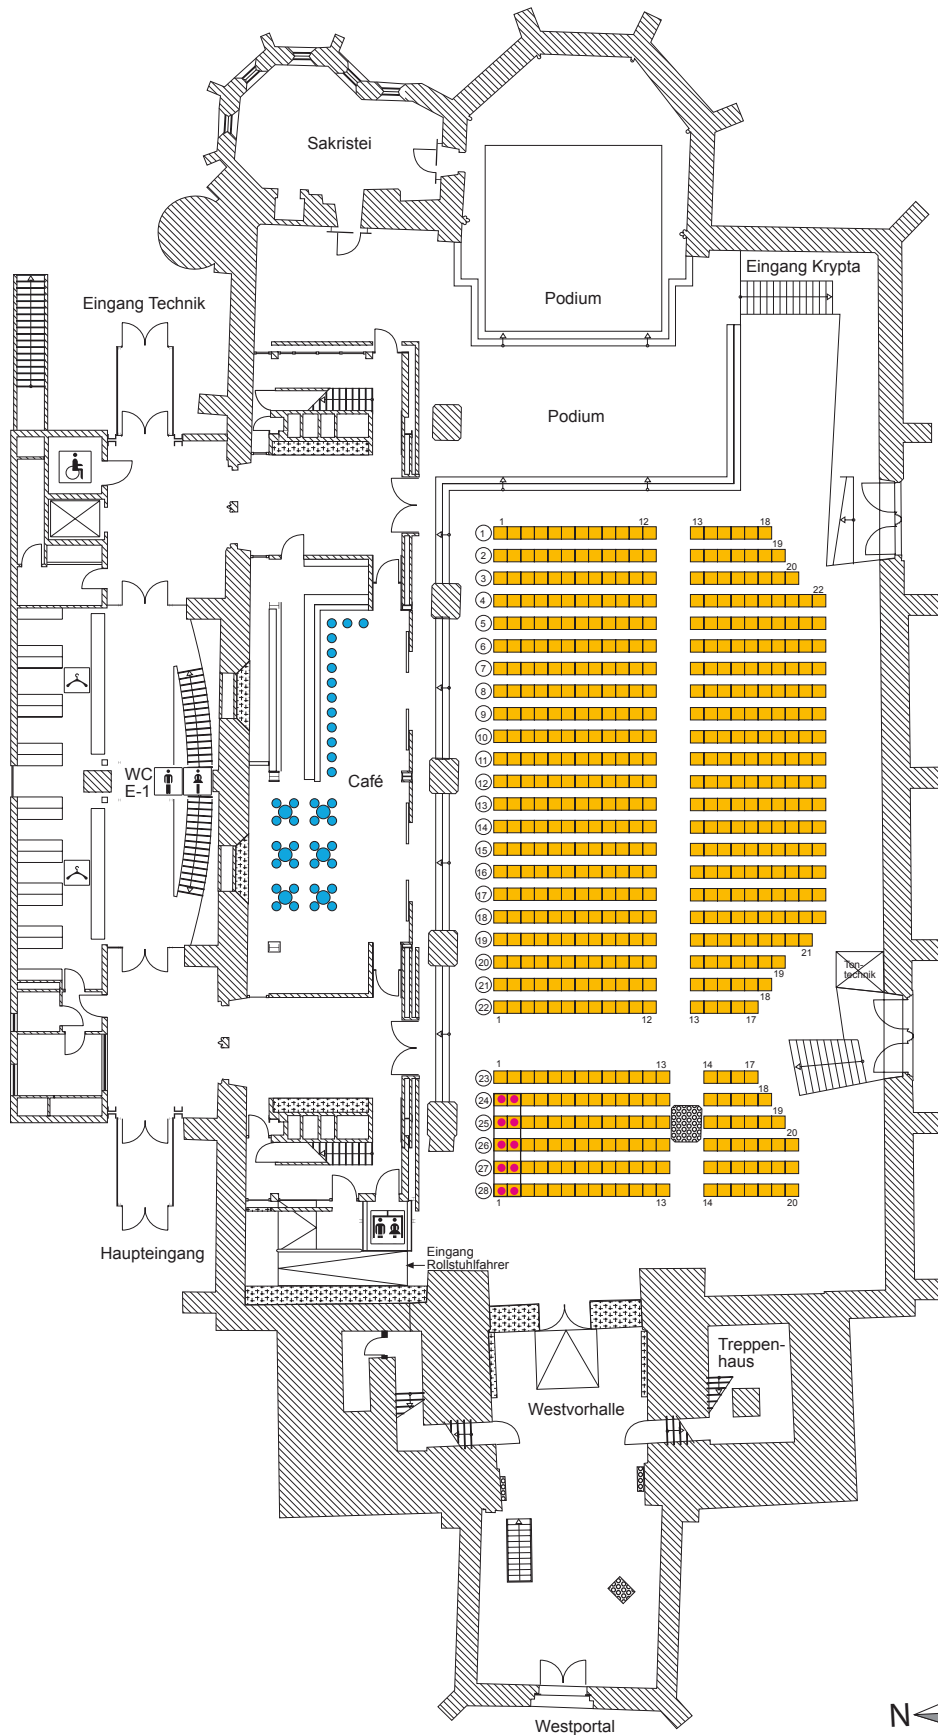 Sakristei
Eingang Krypta
Eingang Technik
Podium
Podium
1 12 13 18
1
2 19
3 20
4 22
5
6
7
8
9
10
11
12
13
14
15
16
17
18
19 21
20 19
21 18
22
1 12 13 17
WC
E-1
Café
Ton-
technik
1 13 14 17
23
24 18
25 19
26 20
27
28
1 13 14 20
Haupteingang
Eingang
Rollstuhlfahrer
Treppen-
haus
Westvorhalle
N
Westportal